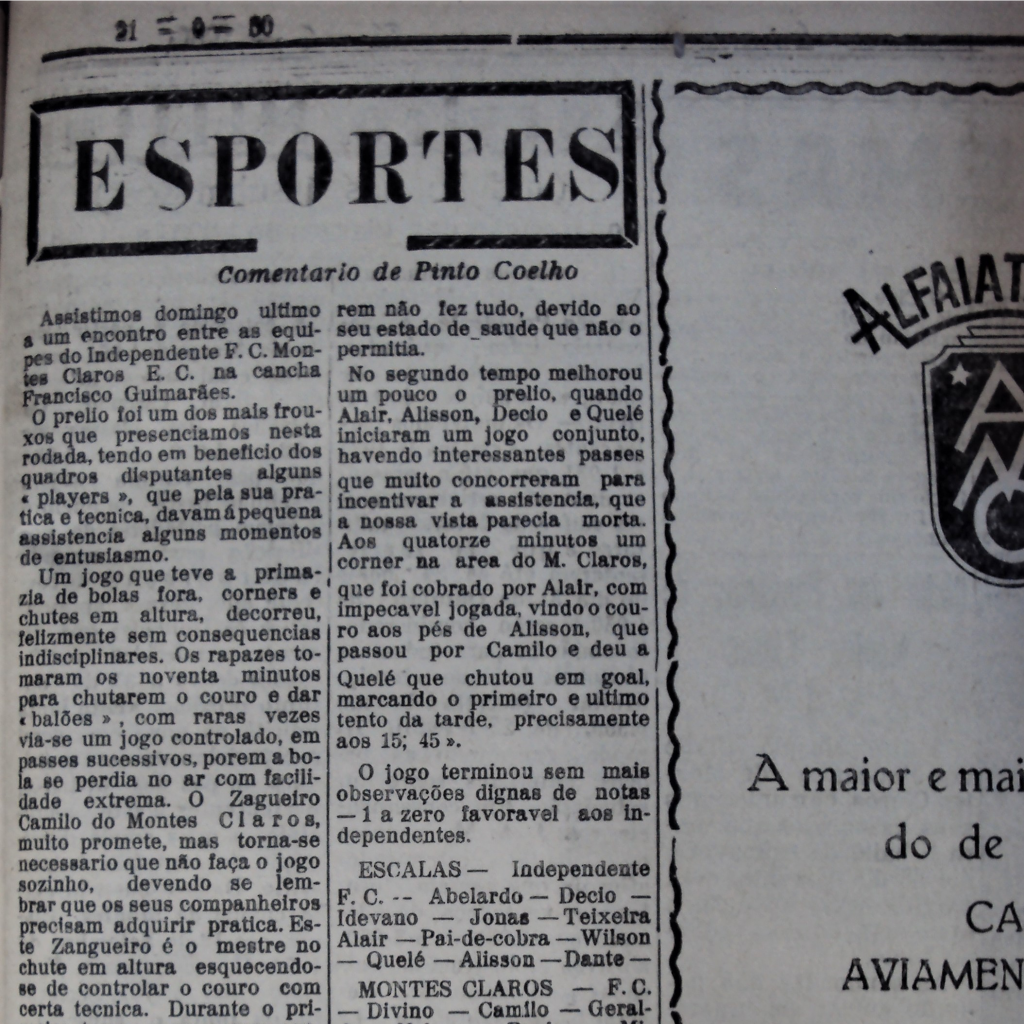 21 = 9 = 50
ESPORTES
Comentario de Pinto Coelho
Assistimos domingo ultimo
a um encontro entre as equi-
pes do Independente F. C. Mon-
tes Claros E. C. na cancha
Francisco Guimarães.
O prelio foi um dos mais frou-
xos que presenciamos nesta
rodada, tendo em beneficio dos
quadros disputantes alguns
« players », que pela sua pra-
tica e tecnica, davam á pequena
assistencia alguns momentos
de entusiasmo.
Um jogo que teve a prima-
zia de bolas fora, corners e
chutes em altura, decorreu,
felizmente sem consequencias
indisciplinares. Os rapazes to-
maram os noventa minutos
para chutarem o couro e dar
« balões », com raras vezes
via-se um jogo controlado, em
passes sucessivos, porem a bo-
la se perdia no ar com facili-
dade extrema. O Zagueiro
Camilo do Montes Claros,
muito promete, mas torna-se
necessario que não faça o jogo
sozinho, devendo se lem-
brar que os seus companheiros
precisam adquirir pratica. Es-
te Zangueiro é o mestre no
chute em altura esquecendo-
se de controlar o couro com
certa tecnica. Durante o pri-
rem não fez tudo, devido ao
seu estado de saude que não o
permitia.
No segundo tempo melhorou
um pouco o prelio, quando
Alair, Alisson, Decio e Quelé
iniciaram um jogo conjunto,
havendo interessantes passes
que muito concorreram para
incentivar a assistencia, que
a nossa vista parecia morta.
Aos quatorze minutos um
corner na area do M. Claros,
que foi cobrado por Alair, com
impecavel jogada, vindo o cou-
ro aos pés de Alisson, que
passou por Camilo e deu a
Quelé que chutou em goal,
marcando o primeiro e ultimo
tento da tarde, precisamente
aos 15; 45 ».
O jogo terminou sem mais
observações dignas de notas
— 1 a zero favoravel aos in-
dependentes.
ESCALAS — Independente
F. C. — Abelardo — Decio —
Idevano — Jonas — Teixeira
Alair — Pai-de-cobra — Wilson
— Quelé — Alisson — Dante —
MONTES CLAROS — F. C.
— Divino — Camilo — Geral-
ALFAIAT
AMC
A maior e mai
do de
CA
AVIAMEN